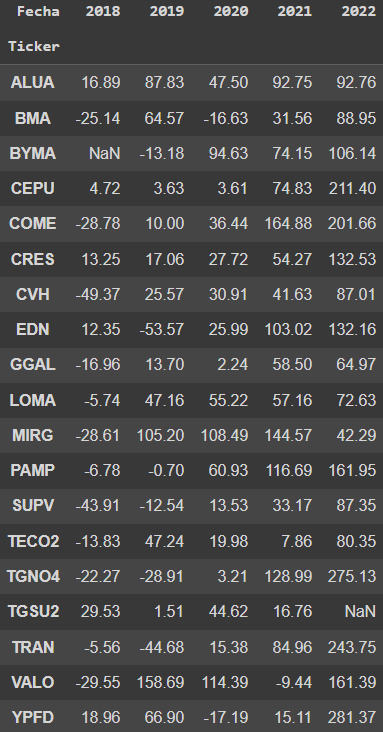 Fecha 2018 2019 2020 2021 2022
Ticker
ALUA 16.89 87.83 47.50 92.75 92.76
BMA -25.14 64.57 -16.63 31.56 88.95
BYMA NaN -13.18 94.63 74.15 106.14
CEPU 4.72 3.63 3.61 74.83 211.40
COME -28.78 10.00 36.44 164.88 201.66
CRES 13.25 17.06 27.72 54.27 132.53
CVH -49.37 25.57 30.91 41.63 87.01
EDN 12.35 -53.57 25.99 103.02 132.16
GGAL -16.96 13.70 2.24 58.50 64.97
LOMA -5.74 47.16 55.22 57.16 72.63
MIRG -28.61 105.20 108.49 144.57 42.29
PAMP -6.78 -0.70 60.93 116.69 161.95
SUPV -43.91 -12.54 13.53 33.17 87.35
TECO2 -13.83 47.24 19.98 7.86 80.35
TGNO4 -22.27 -28.91 3.21 128.99 275.13
TGSU2 29.53 1.51 44.62 16.76 NaN
TRAN -5.56 -44.68 15.38 84.96 243.75
VALO -29.55 158.69 114.39 -9.44 161.39
YPFD 18.96 66.90 -17.19 15.11 281.37